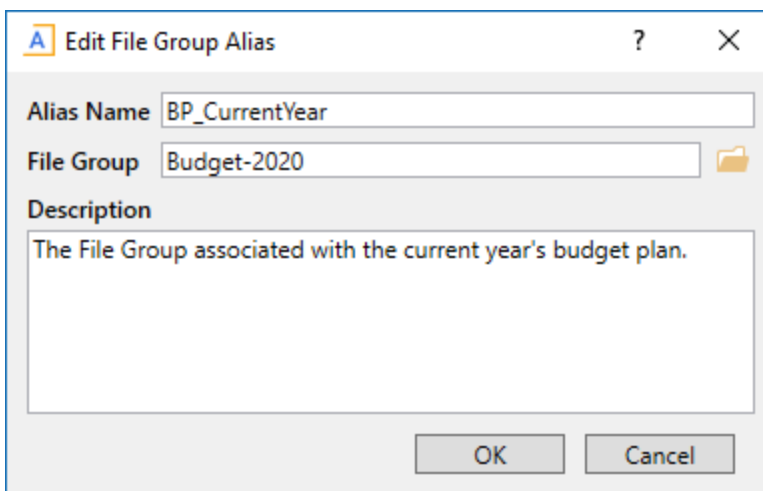 A Edit File Group Alias ? ×
Alias Name BP_CurrentYear
File Group Budget-2020
Description
The File Group associated with the current year's budget plan.
OK Cancel